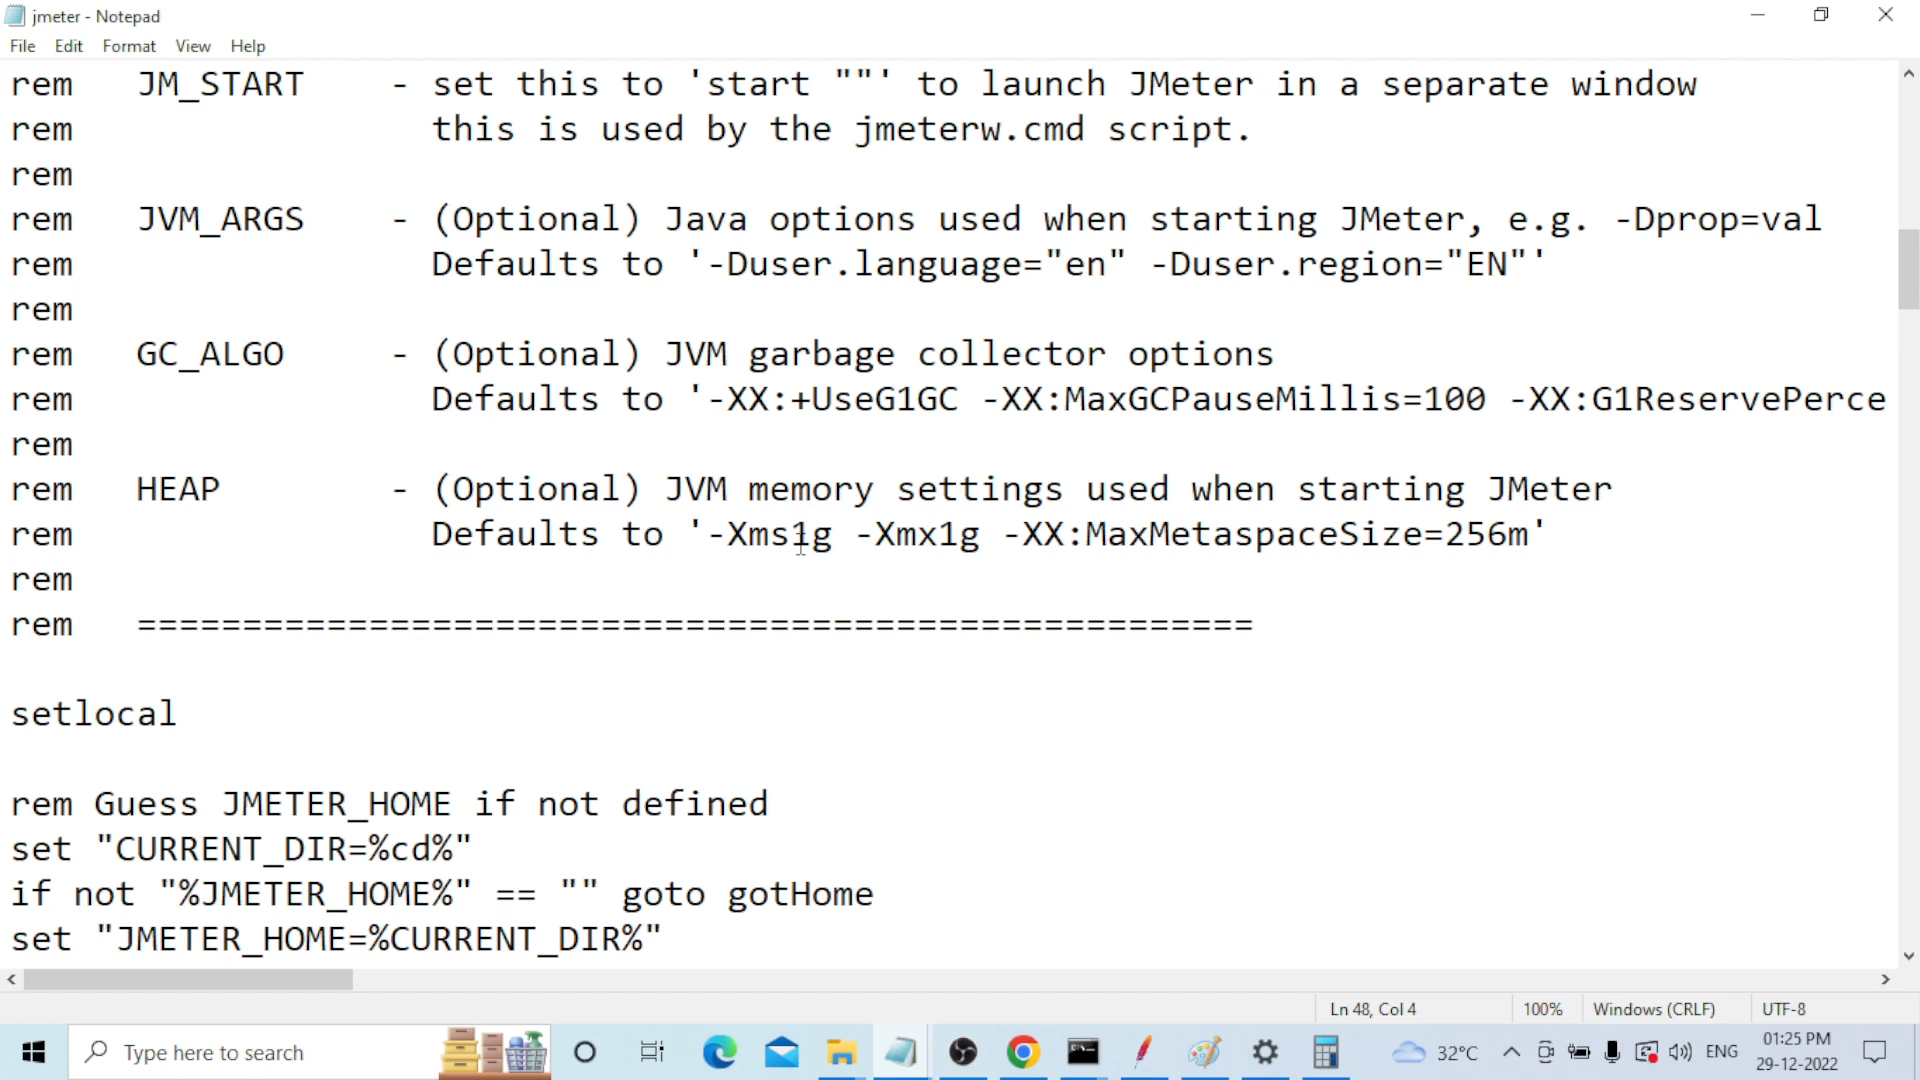 jmeter - Notepad
File Edit Format View Help
rem JM_START - set this to 'start ""' to launch JMeter in a separate window
rem this is used by the jmeterw.cmd script.
rem
rem JVM_ARGS - (Optional) Java options used when starting JMeter, e.g. -Dprop=val
rem Defaults to '-Duser.language="en" -Duser.region="EN"'
rem
rem GC_ALGO - (Optional) JVM garbage collector options
rem Defaults to '-XX:+UseG1GC -XX:MaxGCPauseMillis=100 -XX:G1ReservePerce
rem
rem HEAP - (Optional) JVM memory settings used when starting JMeter
rem Defaults to '-Xms1g -Xmx1g -XX:MaxMetaspaceSize=256m'
rem
rem =====================================================
setlocal
rem Guess JMETER_HOME if not defined
set "CURRENT_DIR=%cd%"
if not "%JMETER_HOME%" == "" goto gotHome
set "JMETER_HOME=%CURRENT_DIR%"
Ln 48, Col 4 100% Windows (CRLF) UTF-8
Type here to search 32°C ENG 01:25 PM
29-12-2022